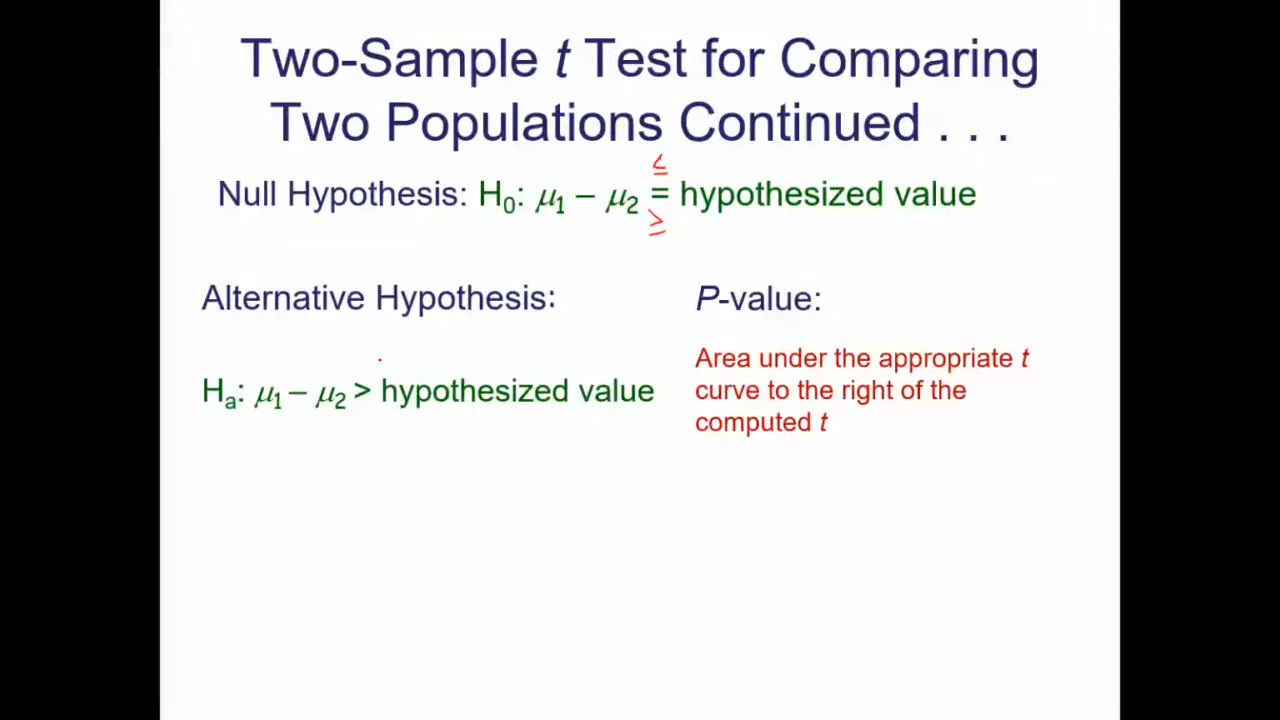 Two-Sample t Test for Comparing
Two Populations Continued . . .
≤
Null Hypothesis: H₀: μ₁ − μ₂ = hypothesized value
≥
Alternative Hypothesis:
P-value:
Hₐ: μ₁ − μ₂ > hypothesized value
Area under the appropriate t
curve to the right of the
computed t